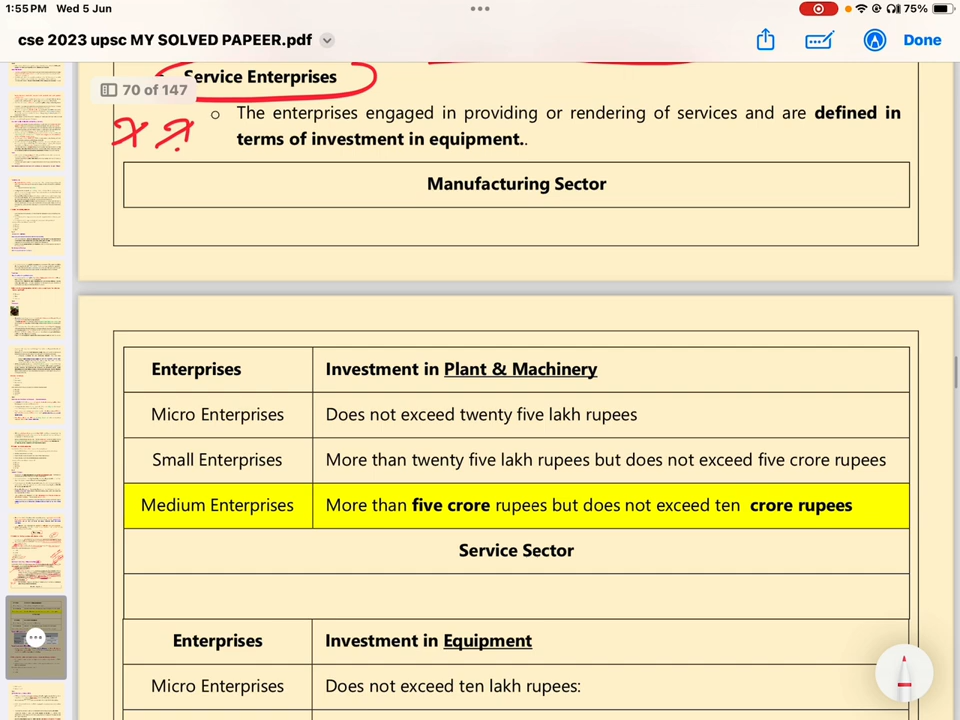 1:55 PM Wed 5 Jun
75%
cse 2023 upsc MY SOLVED PAPEER.pdf
Done
Service Enterprises
70 of 147
o The enterprises engaged in providing or rendering of services and are defined in
terms of investment in equipment..
Manufacturing Sector
Enterprises Investment in Plant & Machinery
Micro Enterprises Does not exceed twenty five lakh rupees
Small Enterprises More than twenty five lakh rupees but does not exceed five crore rupees
Medium Enterprises More than five crore rupees but does not exceed ten crore rupees
Service Sector
Enterprises Investment in Equipment
Micro Enterprises Does not exceed ten lakh rupees: